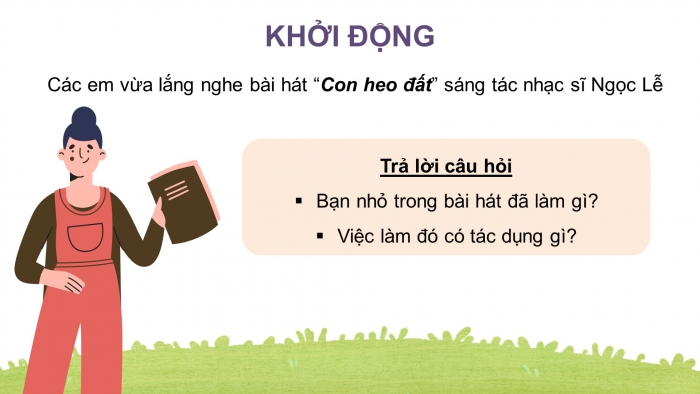 KHỞI ĐỘNG
Các em vừa lắng nghe bài hát “Con heo đất” sáng tác nhạc sĩ Ngọc Lễ
Trả lời câu hỏi
▪ Bạn nhỏ trong bài hát đã làm gì?
▪ Việc làm đó có tác dụng gì?